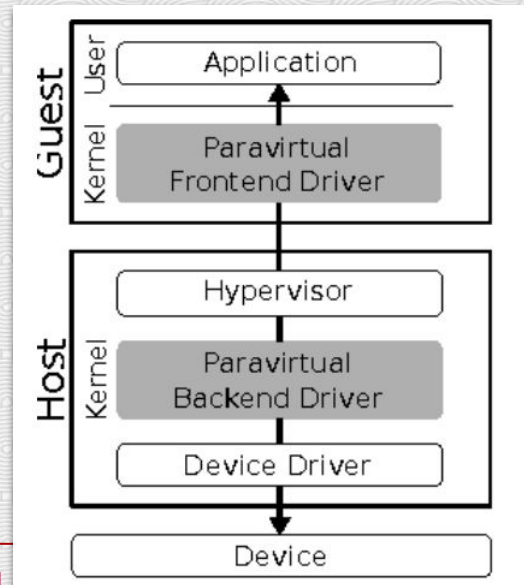 Guest
User
Application
Kernel
Paravirtual
Frontend Driver
Host
Kernel
Hypervisor
Paravirtual
Backend Driver
Device Driver
Device